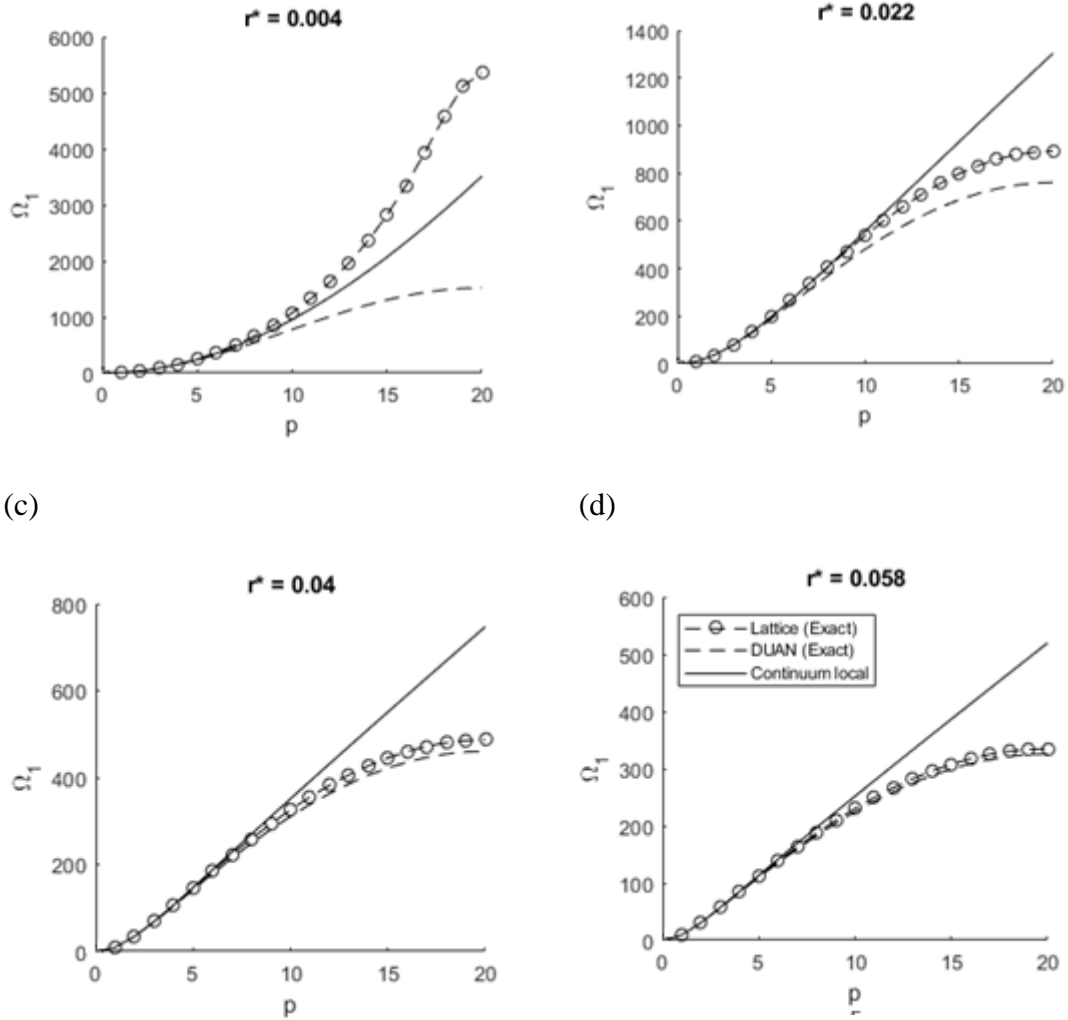 r* = 0.004
6000
5000
4000
3000
2000
1000
0
Ω1
0 5 10 15 20
p
r* = 0.022
1400
1200
1000
800
600
400
200
0
Ω1
0 5 10 15 20
p
(c)
(d)
r* = 0.04
800
600
400
200
0
Ω1
0 5 10 15 20
p
r* = 0.058
600
500
400
300
200
100
0
Ω1
Lattice (Exact)
DUAN (Exact)
Continuum local
0 5 10 15 20
p